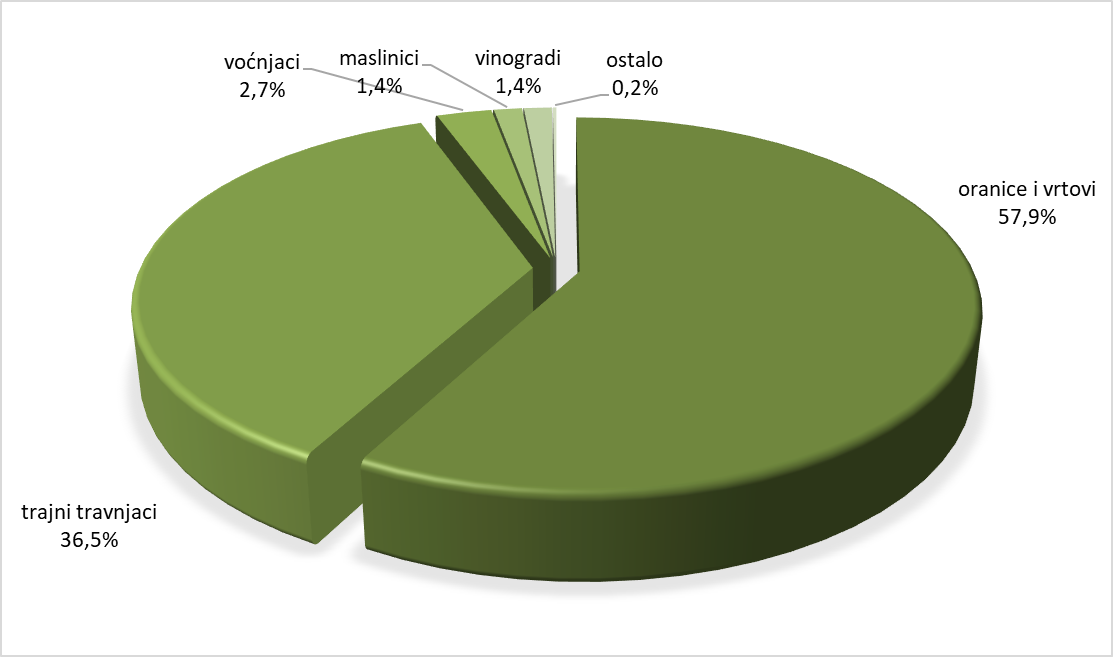 voćnjaci
2,7%
maslinici
1,4%
vinogradi
1,4%
ostalo
0,2%
oranice i vrtovi
57,9%
trajni travnjaci
36,5%